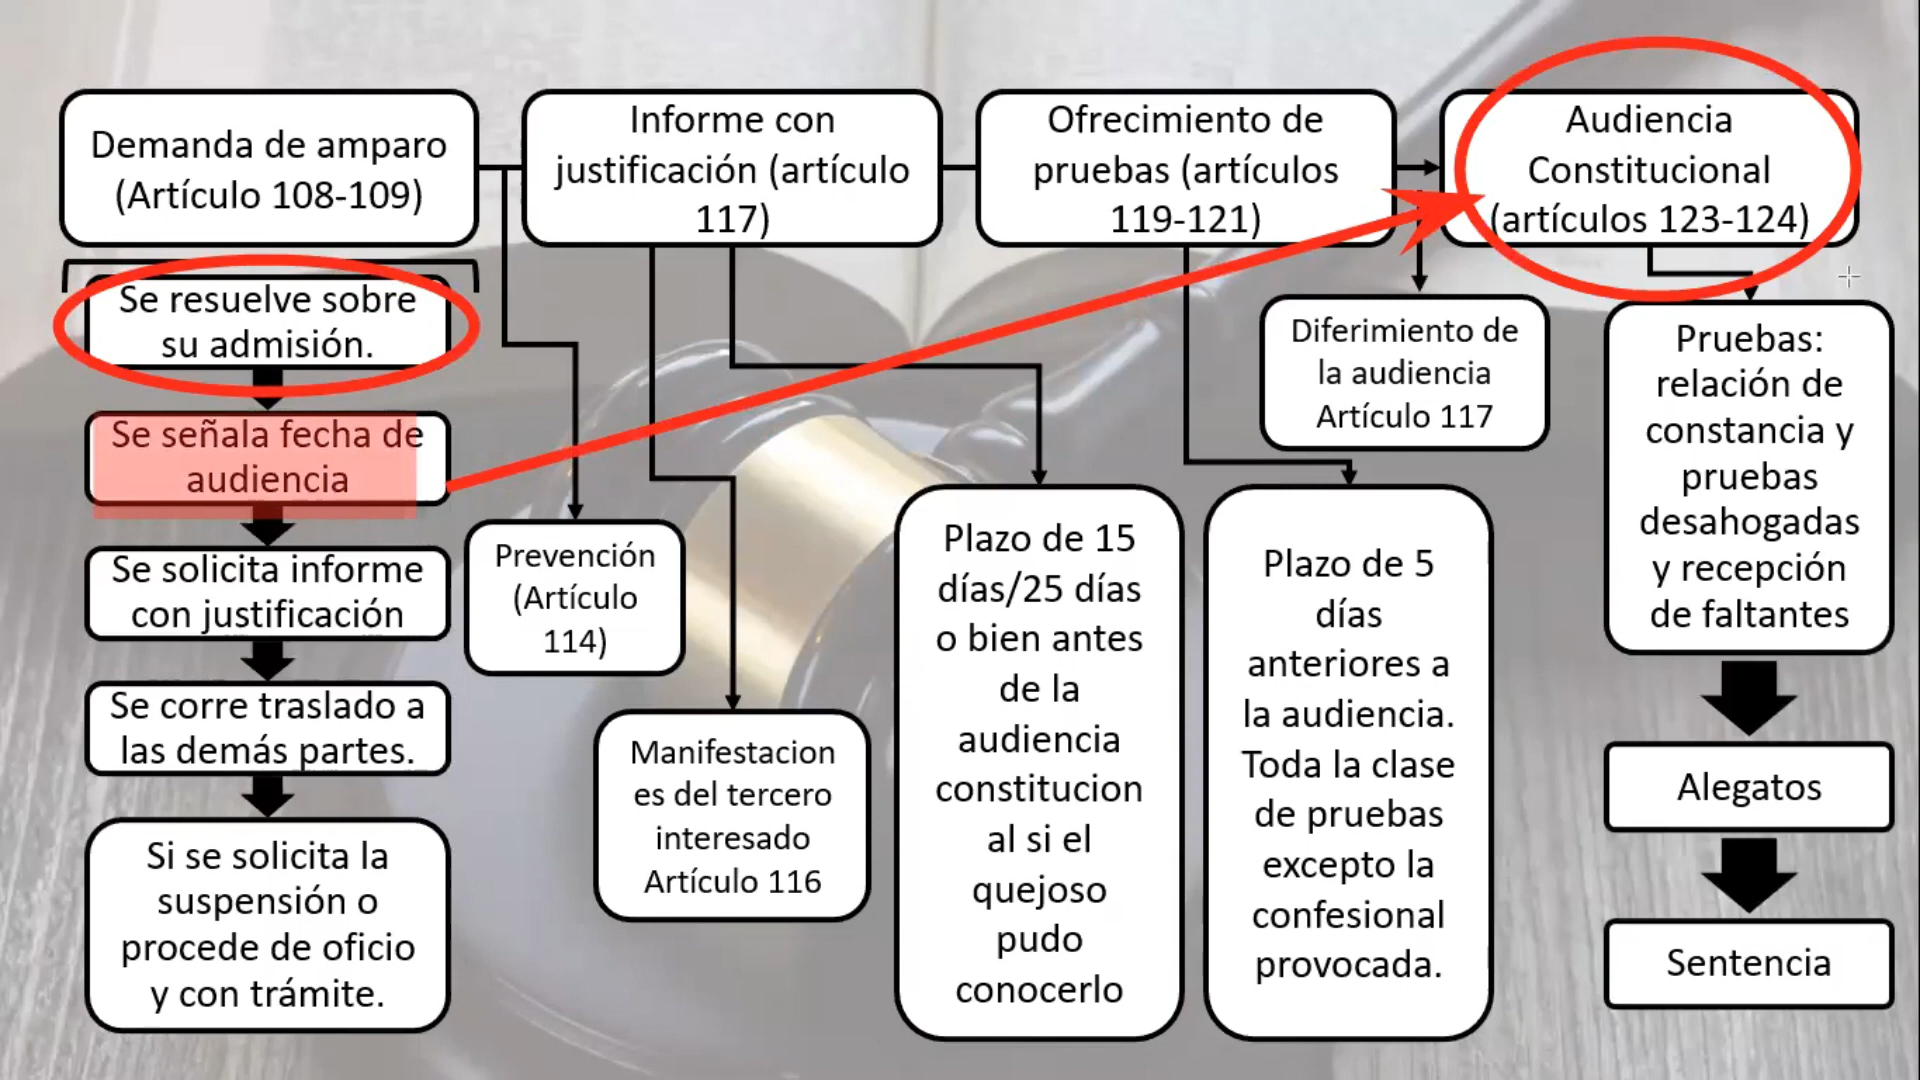 Demanda de amparo
(Artículo 108-109)
Se resuelve sobre
su admisión.
Se señala fecha de
audiencia
Se solicita informe
con justificación
Se corre traslado a
las demás partes.
Si se solicita la
suspensión o
procede de oficio
y con trámite.
Prevención
(Artículo
114)
Informe con
justificación (artículo
117)
Manifestacion
es del tercero
interesado
Artículo 116
Plazo de 15
días/25 días
o bien antes
de la
audiencia
constitucion
al si el
quejoso
pudo
conocerlo
Ofrecimiento de
pruebas (artículos
119-121)
Plazo de 5
días
anteriores a
la audiencia.
Toda la clase
de pruebas
excepto la
confesional
provocada.
Diferimiento de
la audiencia
Artículo 117
Audiencia
Constitucional
(artículos 123-124)
Pruebas:
relación de
constancia y
pruebas
desahogadas
y recepción
de faltantes
Alegatos
Sentencia